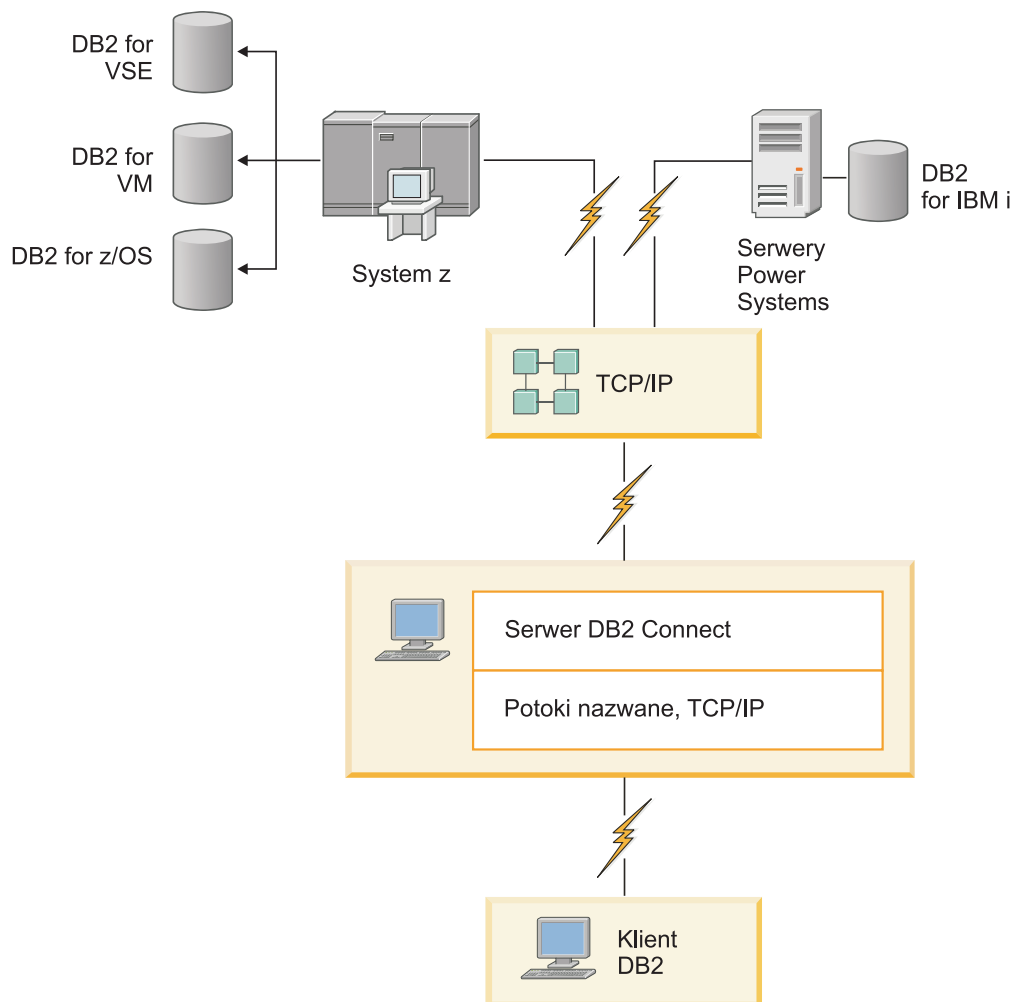 DB2 for
VSE
DB2 for
VM
DB2 for z/OS
System z
DB2
for IBM i
Serwery
Power
Systems
TCP/IP
Serwer DB2 Connect
Potoki nazwane, TCP/IP
Klient
DB2